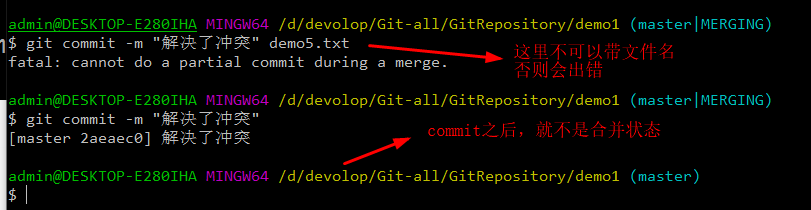 admin@DESKTOP-E280IHA MINGW64 /d/devolop/Git-all/GitRepository/demo1 (master|MERGING)
$ git commit -m "解决了冲突" demo5.txt
这里不可以带文件名
fatal: cannot do a partial commit during a merge.
否则会出错
admin@DESKTOP-E280IHA MINGW64 /d/devolop/Git-all/GitRepository/demo1 (master|MERGING)
$ git commit -m "解决了冲突"
[master 2aeaec0] 解决了冲突
commit之后，就不是合并状态
admin@DESKTOP-E280IHA MINGW64 /d/devolop/Git-all/GitRepository/demo1 (master)
$